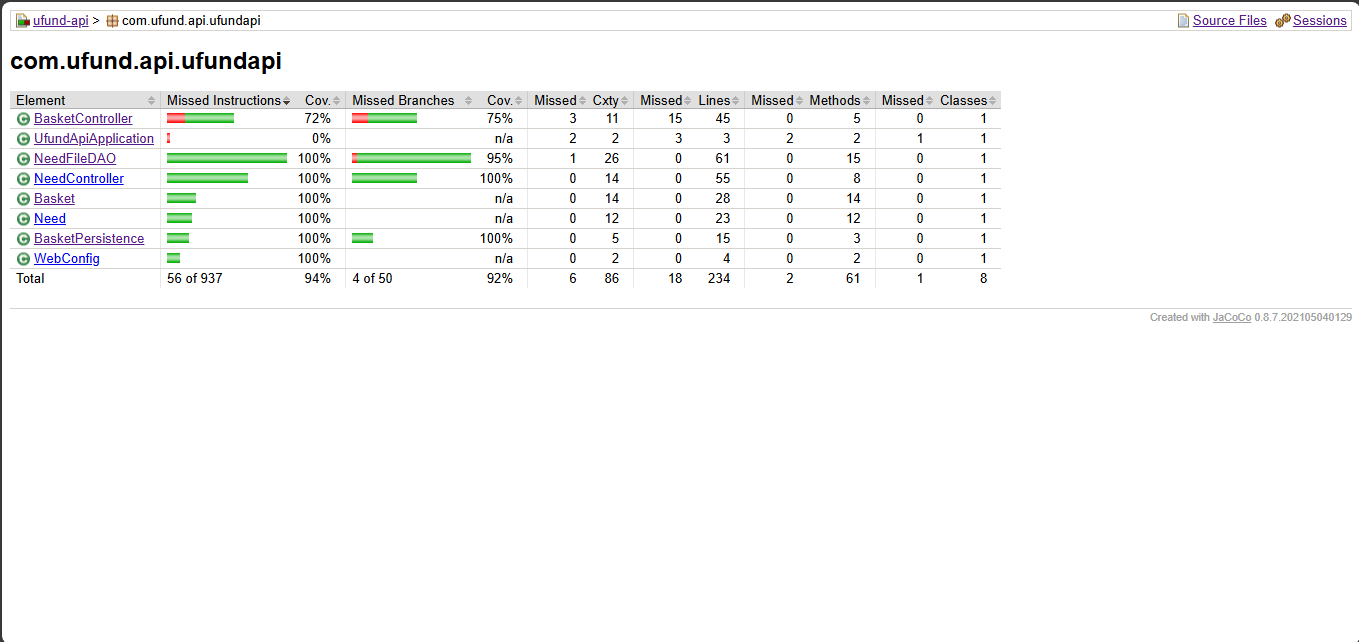 ufund-api > com.ufund.api.ufundapi Source Files Sessions
com.ufund.api.ufundapi
Element Missed Instructions Cov. Missed Branches Cov. Missed Cxty Missed Lines Missed Methods Missed Classes
C BasketController 72% 75% 3 11 15 45 0 5 0 1
C UfundApiApplication 0% n/a 2 2 3 3 2 2 1 1
C NeedFileDAO 100% 95% 1 26 0 61 0 15 0 1
C NeedController 100% 100% 0 14 0 55 0 8 0 1
C Basket 100% n/a 0 14 0 28 0 14 0 1
C Need 100% n/a 0 12 0 23 0 12 0 1
C BasketPersistence 100% 100% 0 5 0 15 0 3 0 1
C WebConfig 100% n/a 0 2 0 4 0 2 0 1
Total 56 of 937 94% 4 of 50 92% 6 86 18 234 2 61 1 8
Created with JaCoCo 0.8.7.202105040129